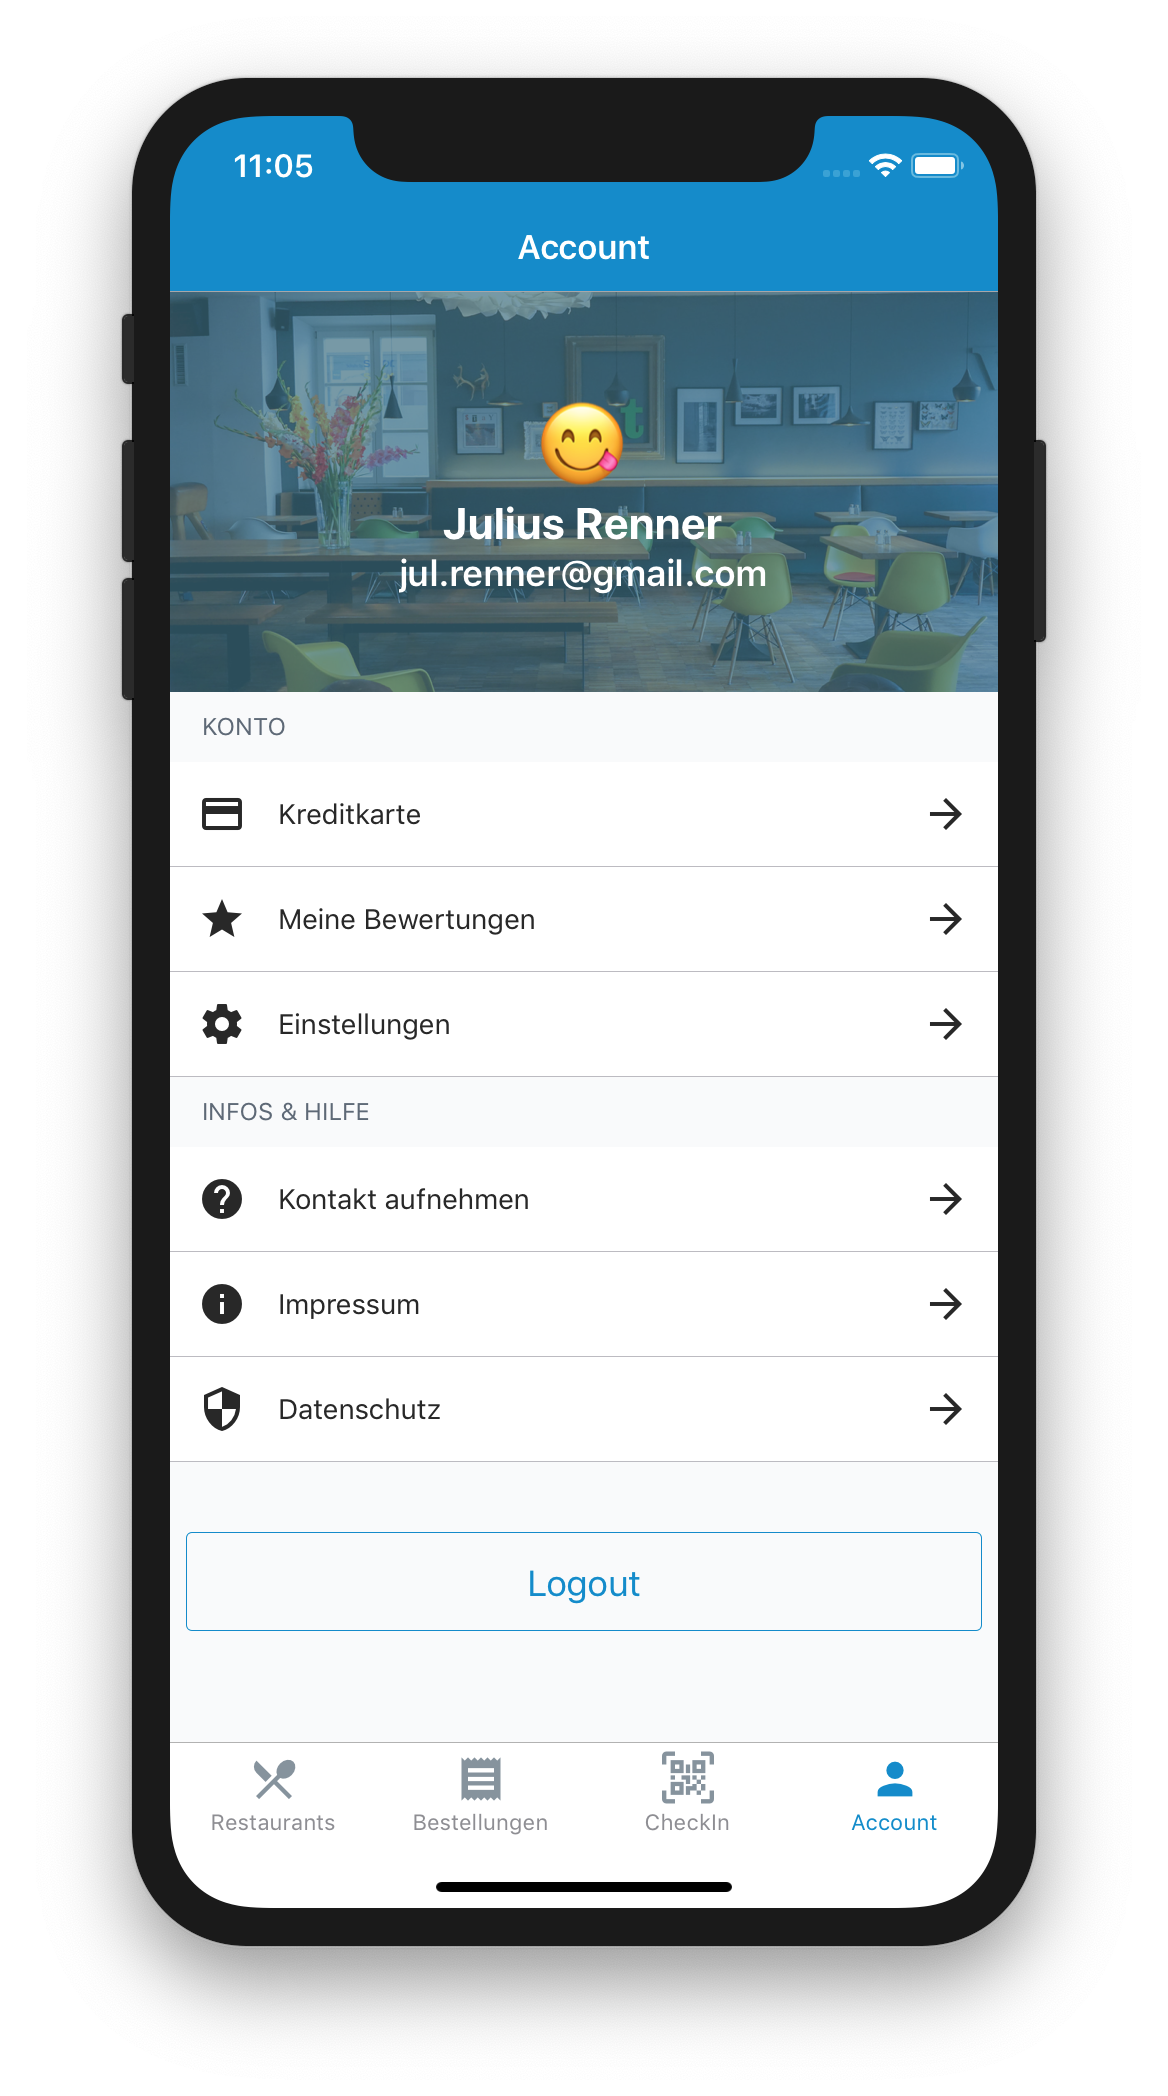 11:05
Account
t
Julius Renner
jul.renner@gmail.com
KONTO
Kreditkarte
Meine Bewertungen
Einstellungen
INFOS & HILFE
Kontakt aufnehmen
Impressum
Datenschutz
Logout
Restaurants
Bestellungen
CheckIn
Account